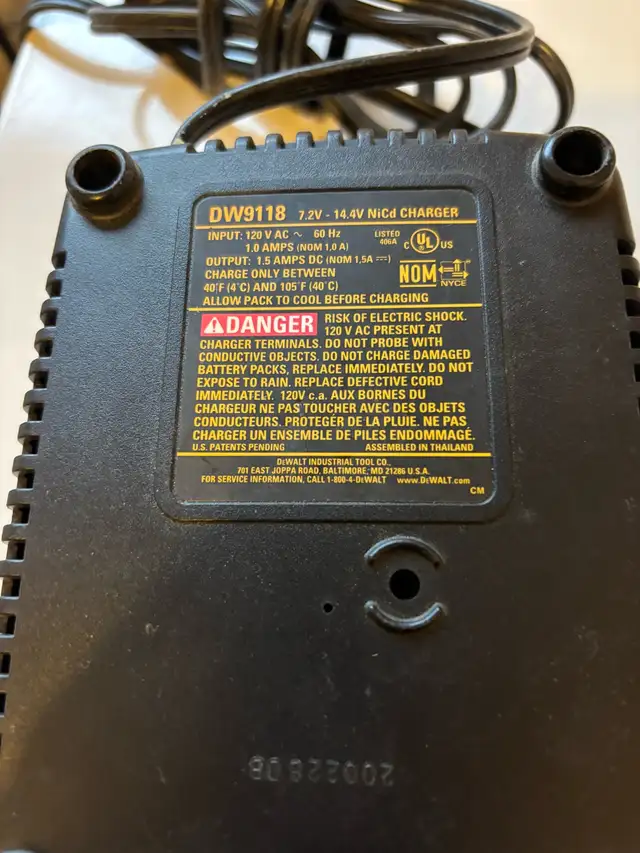 DW9118 7.2V - 14.4V NiCd CHARGER
INPUT: 120 V AC ~ 60 Hz
1.0 AMPS (NOM 1,0 A)
LISTED
406A
C UL US
OUTPUT: 1.5 AMPS DC (NOM 1,5A ⎓)
CHARGE ONLY BETWEEN
40°F (4°C) AND 105°F (40°C)
NOM NYCE
ALLOW PACK TO COOL BEFORE CHARGING
DANGER RISK OF ELECTRIC SHOCK.
120 V AC PRESENT AT
CHARGER TERMINALS. DO NOT PROBE WITH
CONDUCTIVE OBJECTS. DO NOT CHARGE DAMAGED
BATTERY PACKS, REPLACE IMMEDIATELY. DO NOT
EXPOSE TO RAIN. REPLACE DEFECTIVE CORD
IMMEDIATELY. 120V c.a. AUX BORNES DU
CHARGEUR NE PAS TOUCHER AVEC DES OBJETS
CONDUCTEURS. PROTEGÉR DE LA PLUIE. NE PAS
CHARGER UN ENSEMBLE DE PILES ENDOMMAGÉ.
U.S. PATENTS PENDING ASSEMBLED IN THAILAND
DEWALT INDUSTRIAL TOOL CO.,
701 EAST JOPPA ROAD, BALTIMORE, MD 21286 U.S.A.
FOR SERVICE INFORMATION, CALL 1-800-4-DEWALT www.DEWALT.com
CM